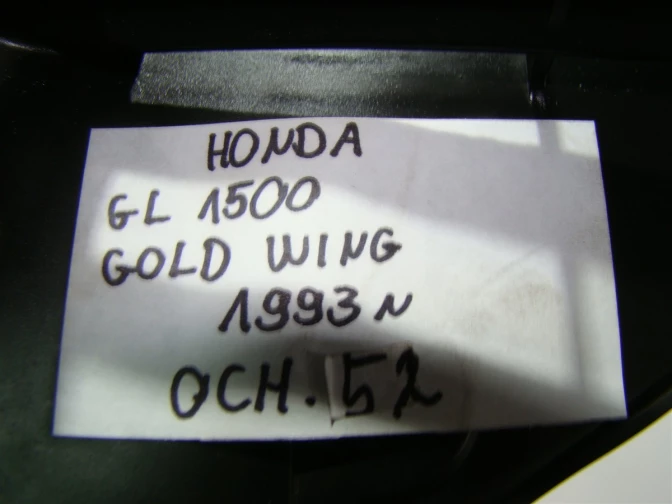 HONDA
GL 1500
GOLD WING
1993 N
OCH. 52